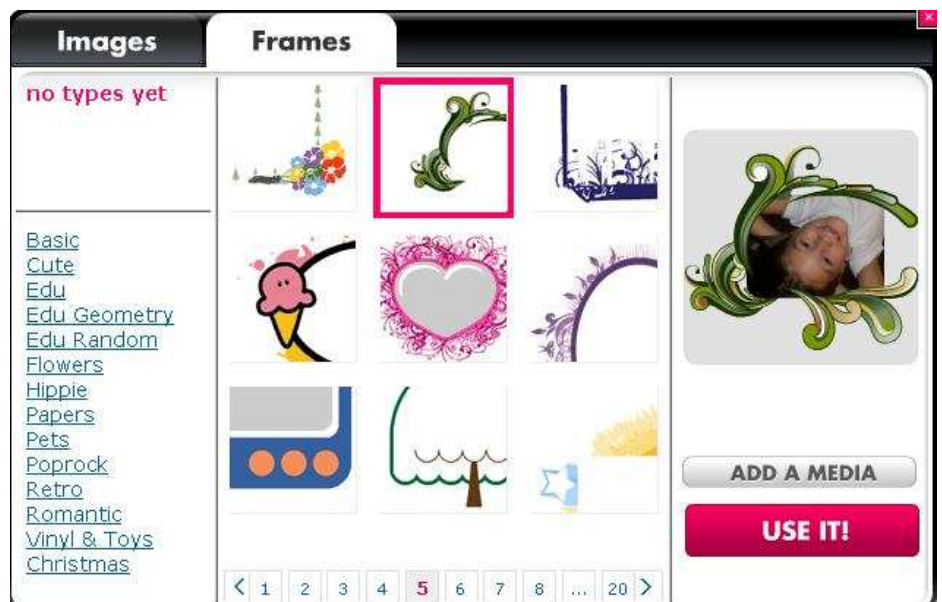 Images
Frames
no types yet
Basic
Cute
Edu
Edu Geometry
Edu Random
Flowers
Hippie
Papers
Pets
Poprock
Retro
Romantic
Vinyl & Toys
Christmas
< 1 2 3 4 5 6 7 8 ... 20 >
ADD A MEDIA
USE IT!